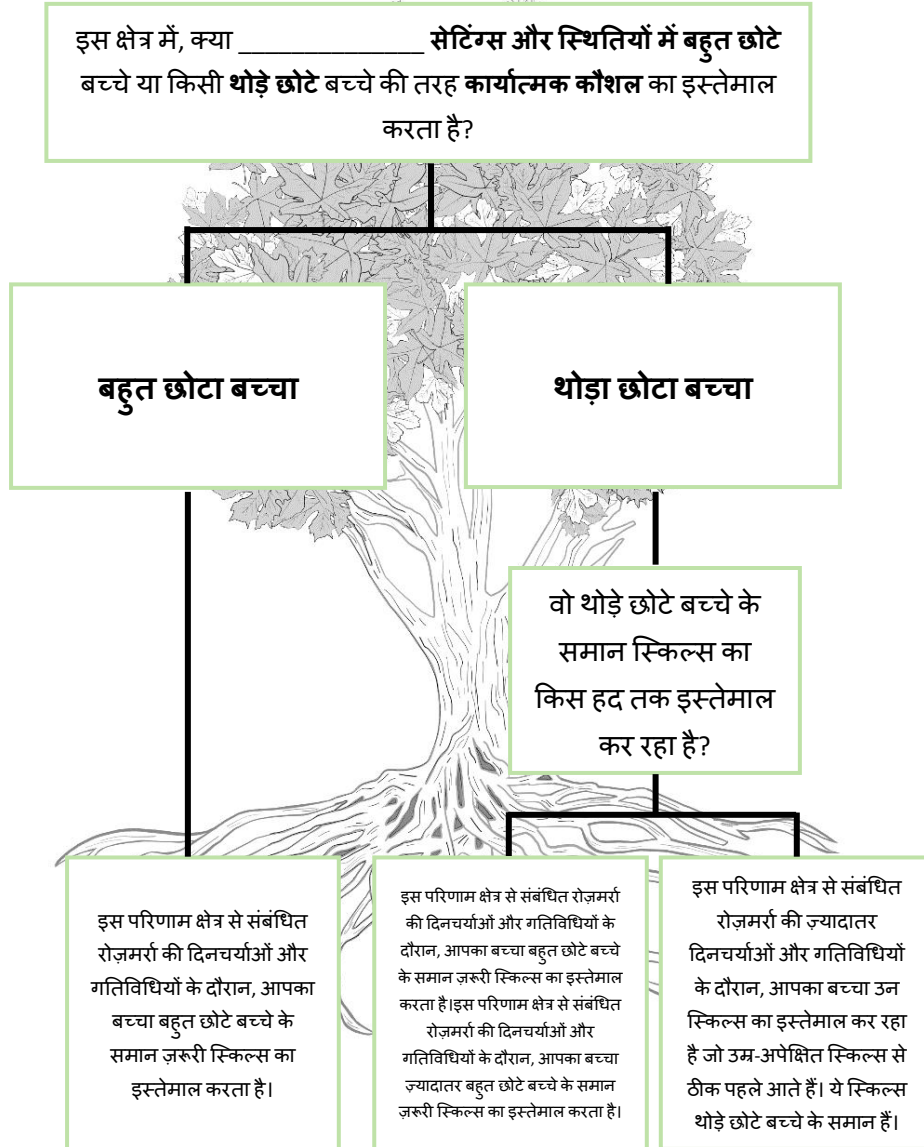 इस क्षेत्र में, क्या ______________ सेटिंग्स और स्थितियों में बहुत छोटे
बच्चे या किसी थोड़े छोटे बच्चे की तरह कार्यात्मक कौशल का इस्तेमाल
करता है?
बहुत छोटा बच्चा
थोड़ा छोटा बच्चा
वो थोड़े छोटे बच्चे के
समान स्किल्स का
किस हद तक इस्तेमाल
कर रहा है?
इस परिणाम क्षेत्र से संबंधित
रोज़मर्रा की दिनचर्याओं और
गतिविधियों के दौरान, आपका
बच्चा बहुत छोटे बच्चे के
समान ज़रूरी स्किल्स का
इस्तेमाल करता है।
इस परिणाम क्षेत्र से संबंधित रोज़मर्रा
की दिनचर्याओं और गतिविधियों के
दौरान, आपका बच्चा बहुत छोटे बच्चे
के समान ज़रूरी स्किल्स का इस्तेमाल
करता है।इस परिणाम क्षेत्र से संबंधित
रोज़मर्रा की दिनचर्याओं और
गतिविधियों के दौरान, आपका बच्चा
ज़्यादातर बहुत छोटे बच्चे के समान
ज़रूरी स्किल्स का इस्तेमाल करता है।
इस परिणाम क्षेत्र से संबंधित
रोज़मर्रा की ज़्यादातर
दिनचर्याओं और गतिविधियों
के दौरान, आपका बच्चा उन
स्किल्स का इस्तेमाल कर रहा
है जो उम्र-अपेक्षित स्किल्स से
ठीक पहले आते हैं। ये स्किल्स
थोड़े छोटे बच्चे के समान हैं।